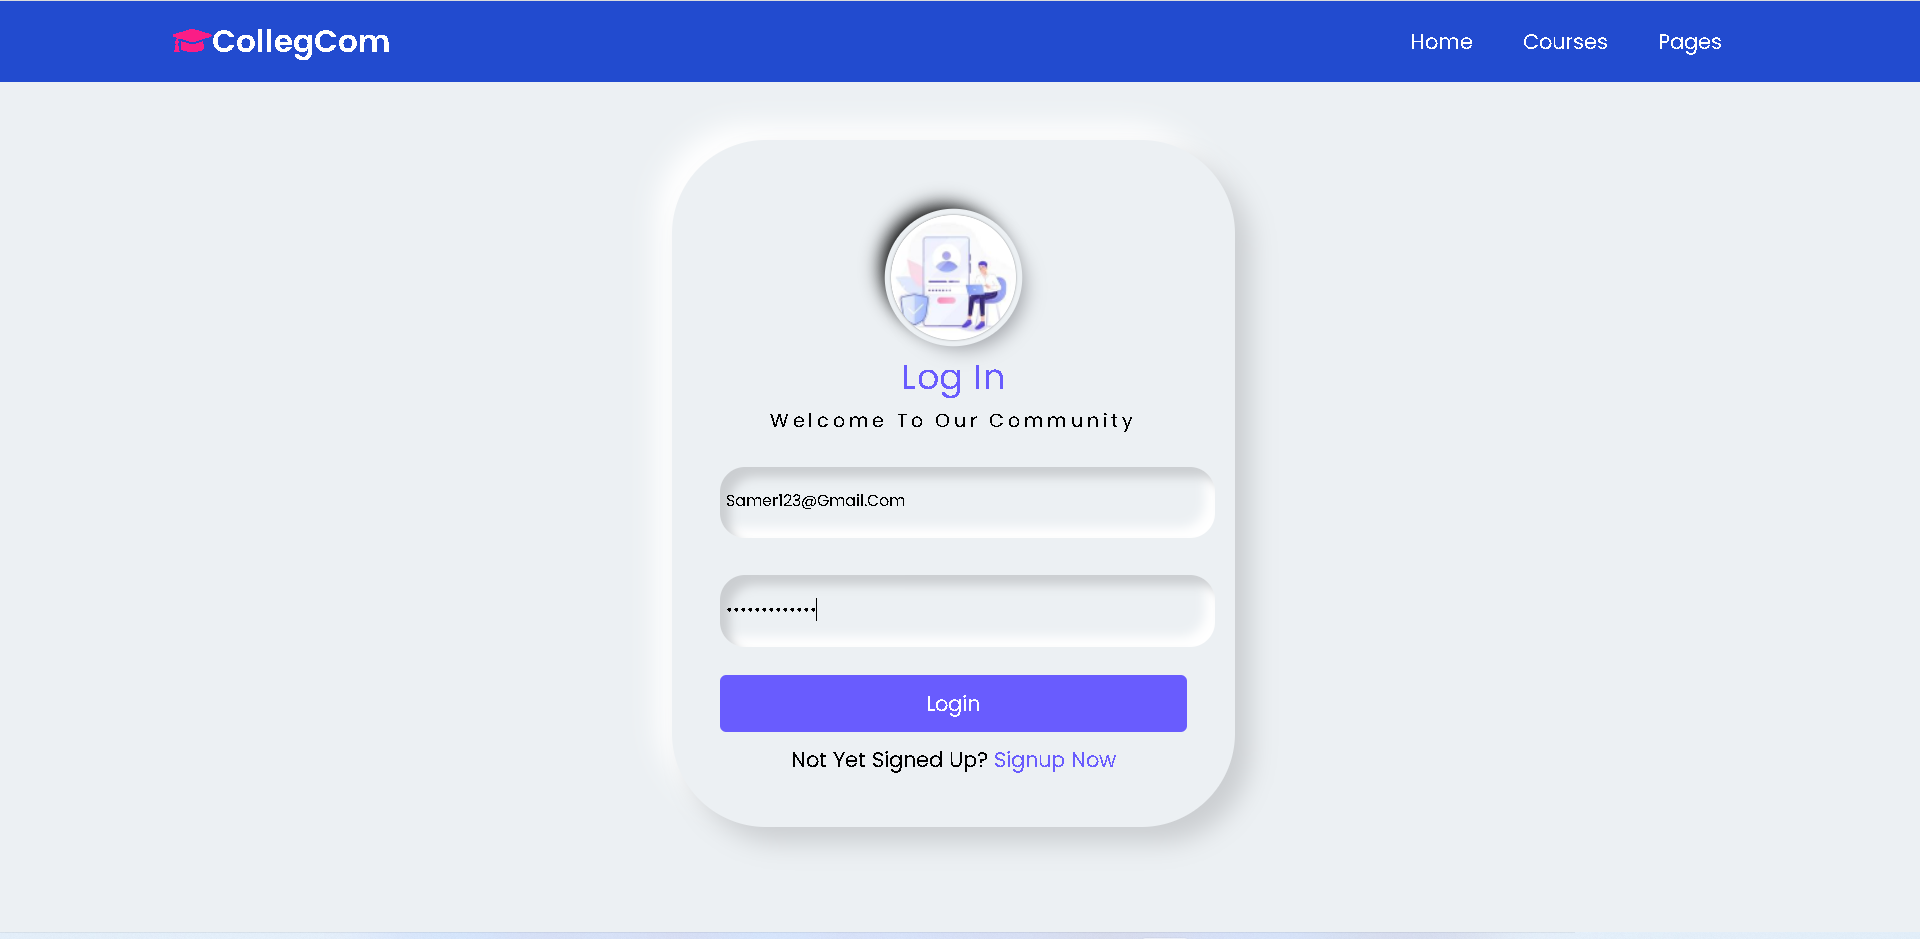 CollegCom
Home Courses Pages
Log In
Welcome To Our Community
Samer123@Gmail.Com
•••••••••••••
Login
Not Yet Signed Up? Signup Now